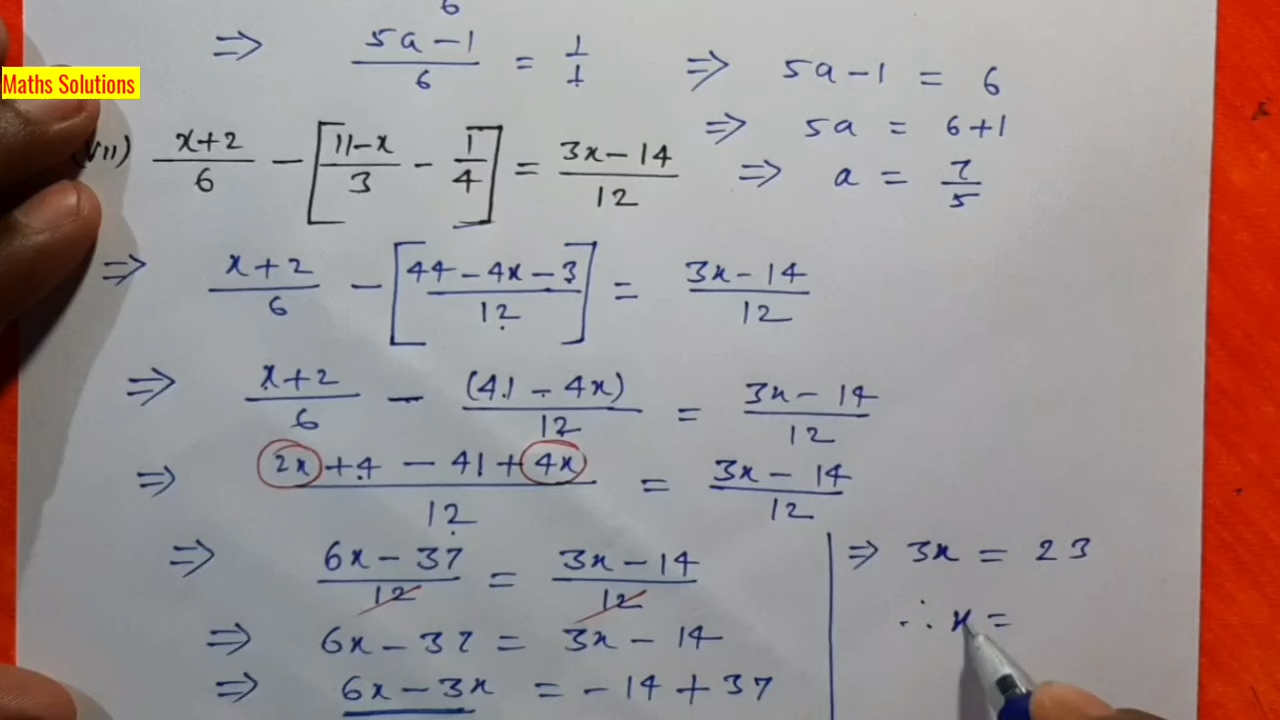 6
⇒ (5a-1)/6 = 1/1 ⇒ 5a-1 = 6
Maths Solutions
⇒ 5a = 6+1
(vii) (x+2)/6 - [(11-x)/3 - 1/4] = (3x-14)/12
⇒ a = 7/5
⇒ (x+2)/6 - [(44-4x-3)/12] = (3x-14)/12
⇒ (x+2)/6 - (41-4x)/12 = (3x-14)/12
⇒ (2x+4-41+4x)/12 = (3x-14)/12
⇒ (6x-37)/12 = (3x-14)/12
⇒ 6x-37 = 3x-14
⇒ 6x-3x = -14+37
⇒ 3x = 23
∴ x =